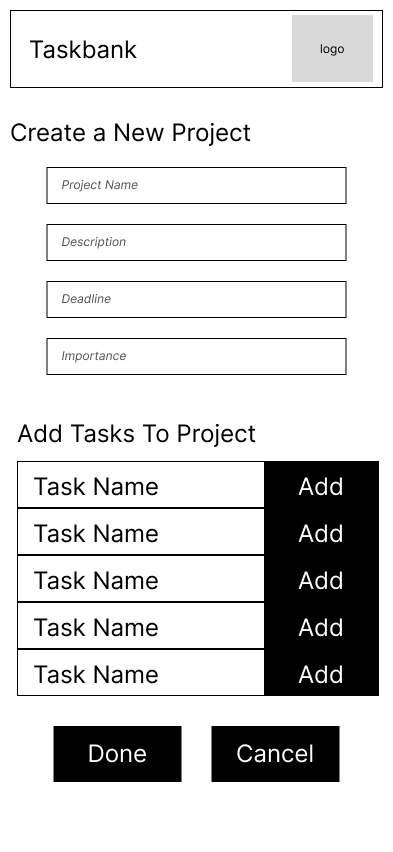 Taskbank
logo
Create a New Project
Project Name
Description
Deadline
Importance
Add Tasks To Project
Task Name Add
Task Name Add
Task Name Add
Task Name Add
Task Name Add
Done Cancel